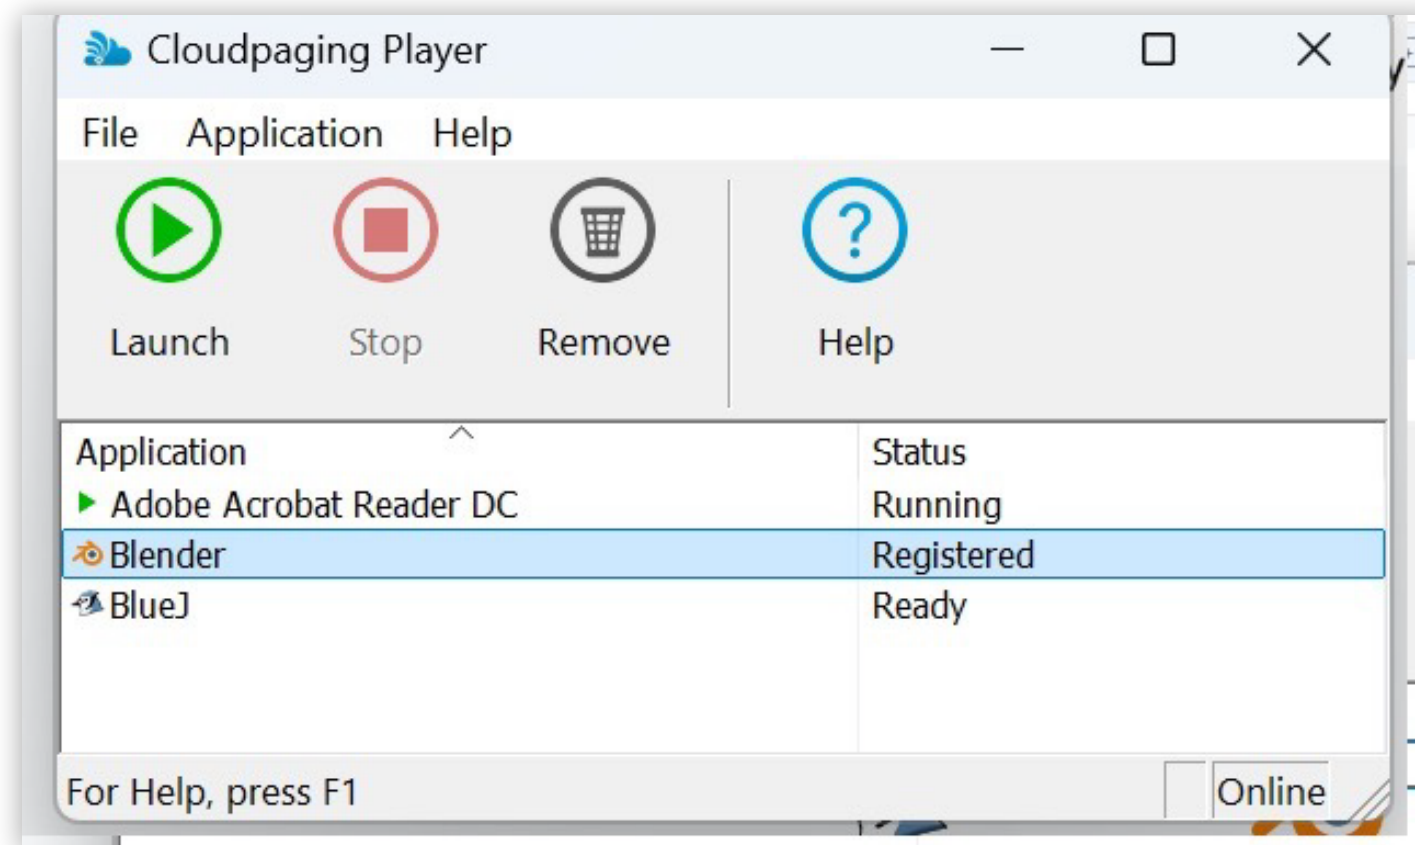 Cloudpaging Player
File Application Help
Launch Stop Remove Help
Application Status
Adobe Acrobat Reader DC Running
Blender Registered
BlueJ Ready
For Help, press F1 Online